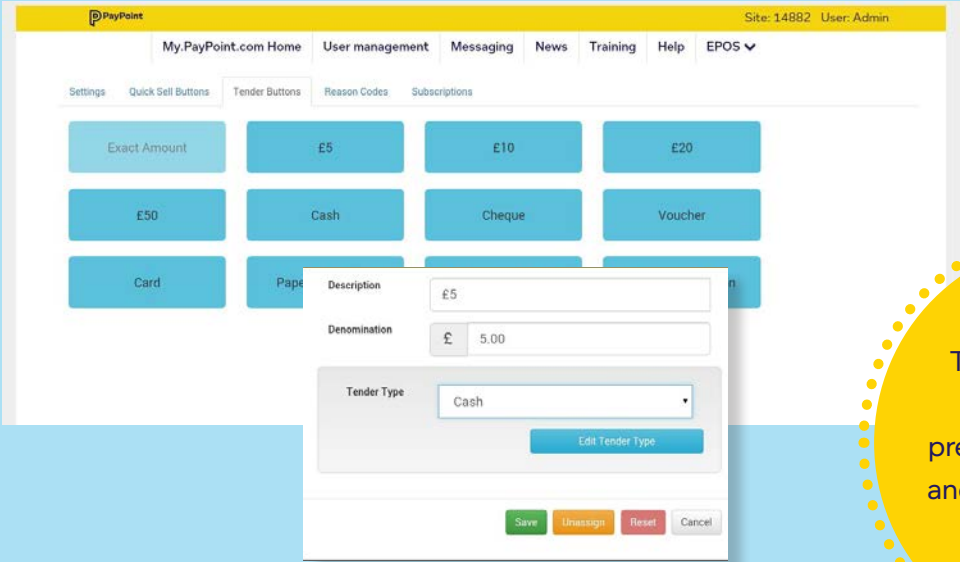 PayPoint Site: 14882 User: Admin
My.PayPoint.com Home User management Messaging News Training Help EPOS
Settings Quick Sell Buttons Tender Buttons Reason Codes Subscriptions
Exact Amount £5 £10 £20
£50 Cash Cheque Voucher
Card
Description £5
Denomination £ 5.00
Tender Type Cash
Edit Tender Type
Save Unassign Reset Cancel